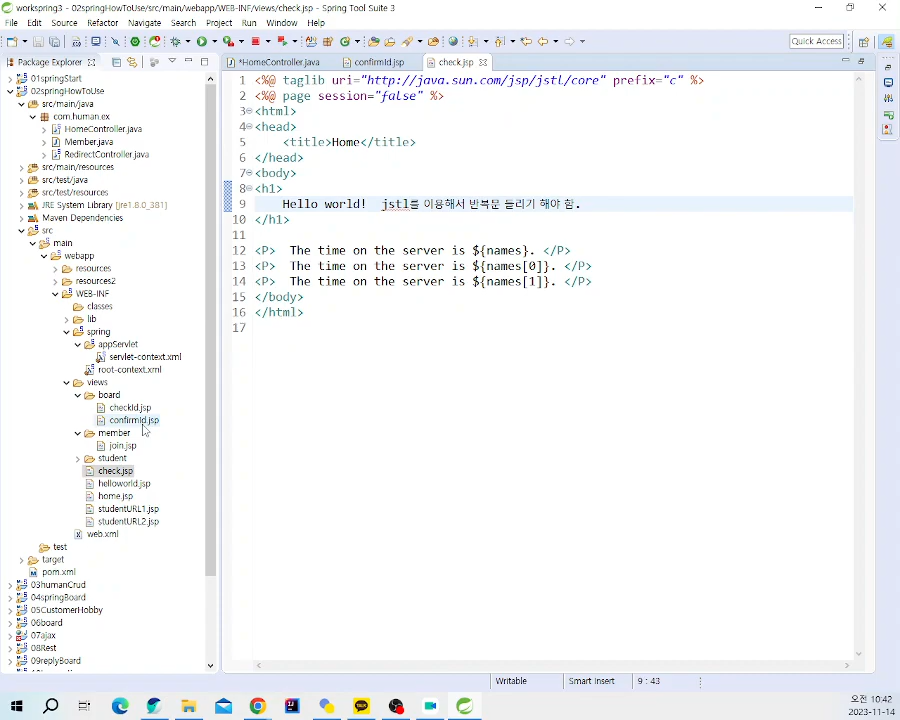 workspring3 - 02springHowToUse/src/main/webapp/WEB-INF/views/check.jsp - Spring Tool Suite 3
File Edit Source Refactor Navigate Search Project Run Window Help
Quick Access
Package Explorer
*HomeController.java confirmId.jsp check.jsp
01springStart
02springHowToUse
src/main/java
com.human.ex
HomeController.java
Member.java
RedirectController.java
src/main/resources
src/test/java
src/test/resources
JRE System Library [jre1.8.0_381]
Maven Dependencies
src
main
webapp
resources
resources2
WEB-INF
classes
lib
spring
appServlet
servlet-context.xml
root-context.xml
views
board
checkId.jsp
confirmId.jsp
member
join.jsp
student
check.jsp
helloworld.jsp
home.jsp
studentURL1.jsp
studentURL2.jsp
web.xml
test
target
pom.xml
03humanCrud
04springBoard
05CustomerHobby
06board
07ajax
08Rest
09replyBoard
1 <%@ taglib uri="http://java.sun.com/jsp/jstl/core" prefix="c" %>
2 <%@ page session="false" %>
3 <html>
4 <head>
5 <title>Home</title>
6 </head>
7 <body>
8 <h1>
9 Hello world! jstl를 이용해서 반복문 돌리기 해야 함.
10 </h1>
11
12 <P> The time on the server is ${names}. </P>
13 <P> The time on the server is ${names[0]}. </P>
14 <P> The time on the server is ${names[1]}. </P>
15 </body>
16 </html>
17
Writable Smart Insert 9 : 43
오전 10:42
2023-11-14